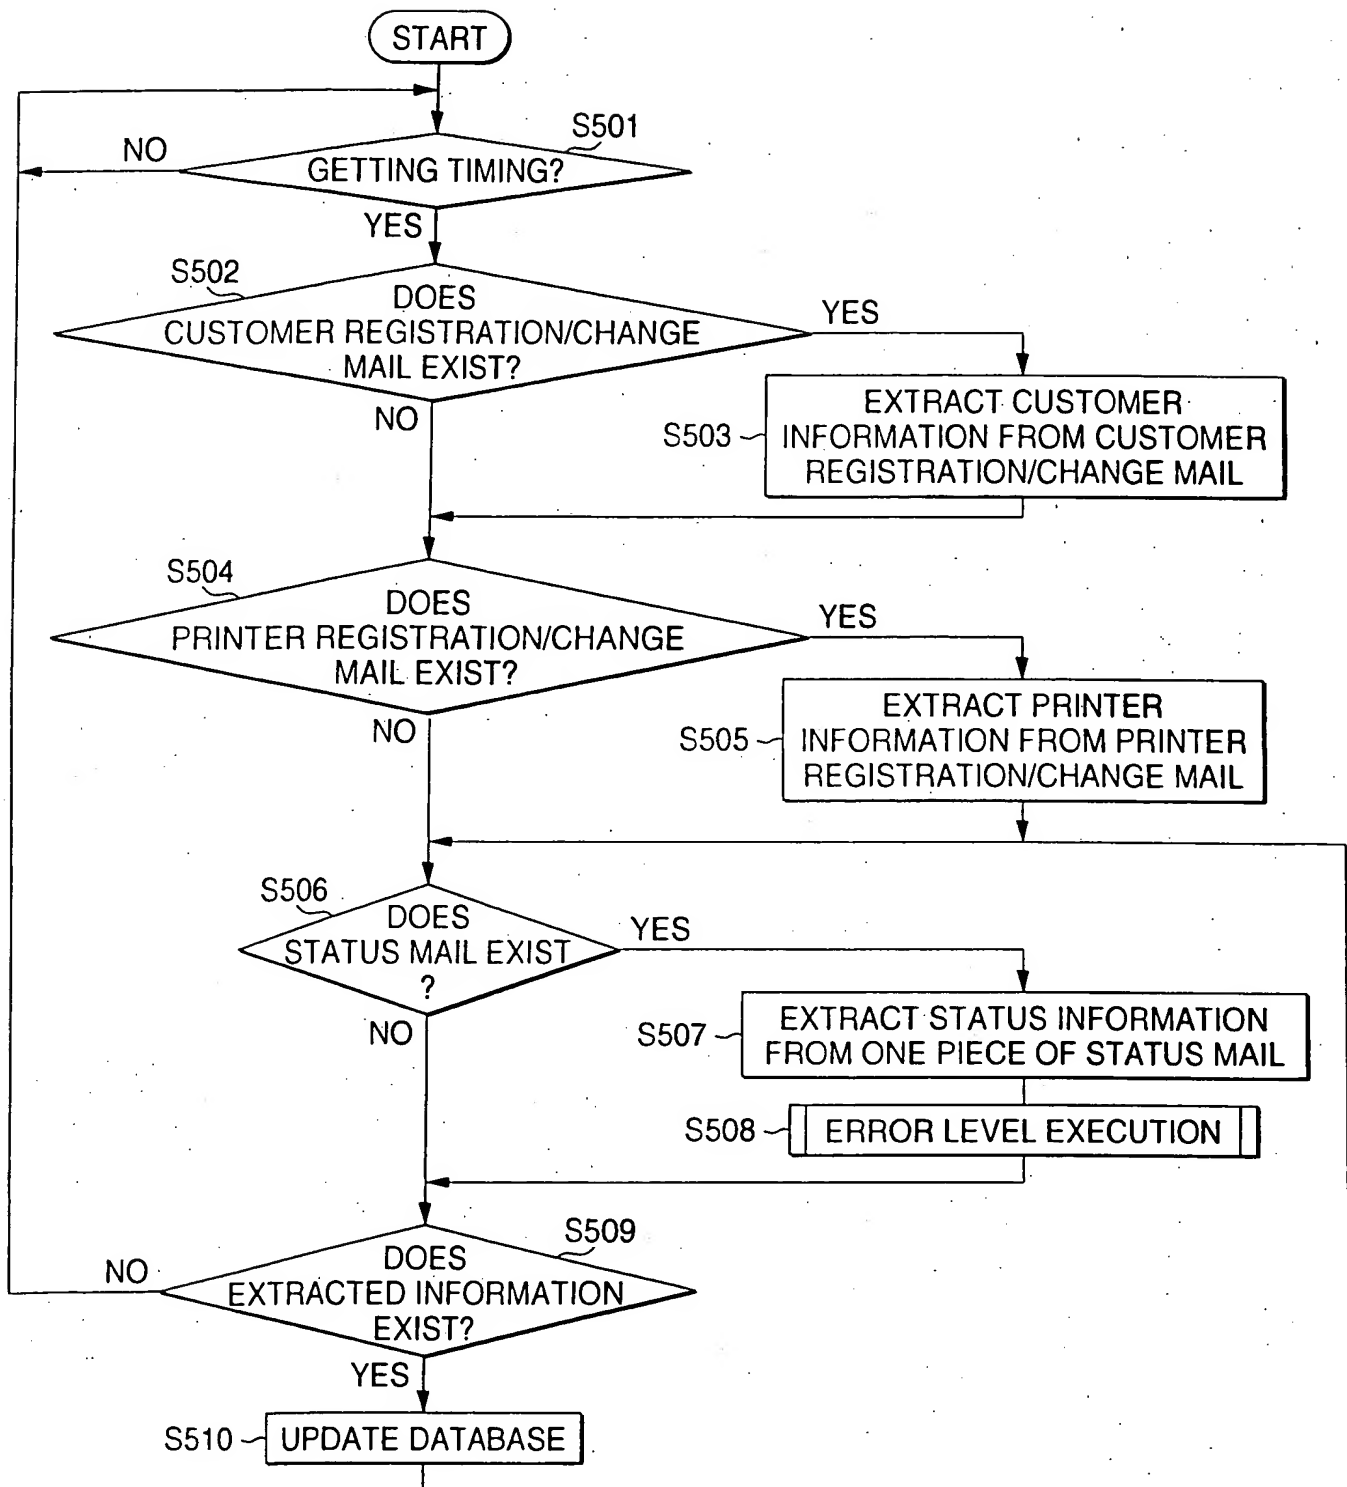 START
S501
NO
GETTING TIMING?
YES
S502
DOES
CUSTOMER REGISTRATION/CHANGE
MAIL EXIST?
YES
NO
EXTRACT CUSTOMER
INFORMATION FROM CUSTOMER
REGISTRATION/CHANGE MAIL
S503
S504
DOES
PRINTER REGISTRATION/CHANGE
MAIL EXIST?
YES
NO
EXTRACT PRINTER
INFORMATION FROM PRINTER
REGISTRATION/CHANGE MAIL
S505
S506
DOES
STATUS MAIL EXIST
?
YES
NO
EXTRACT STATUS INFORMATION
FROM ONE PIECE OF STATUS MAIL
S507
S508
ERROR LEVEL EXECUTION
S509
DOES
EXTRACTED INFORMATION
EXIST?
NO
YES
S510
UPDATE DATABASE